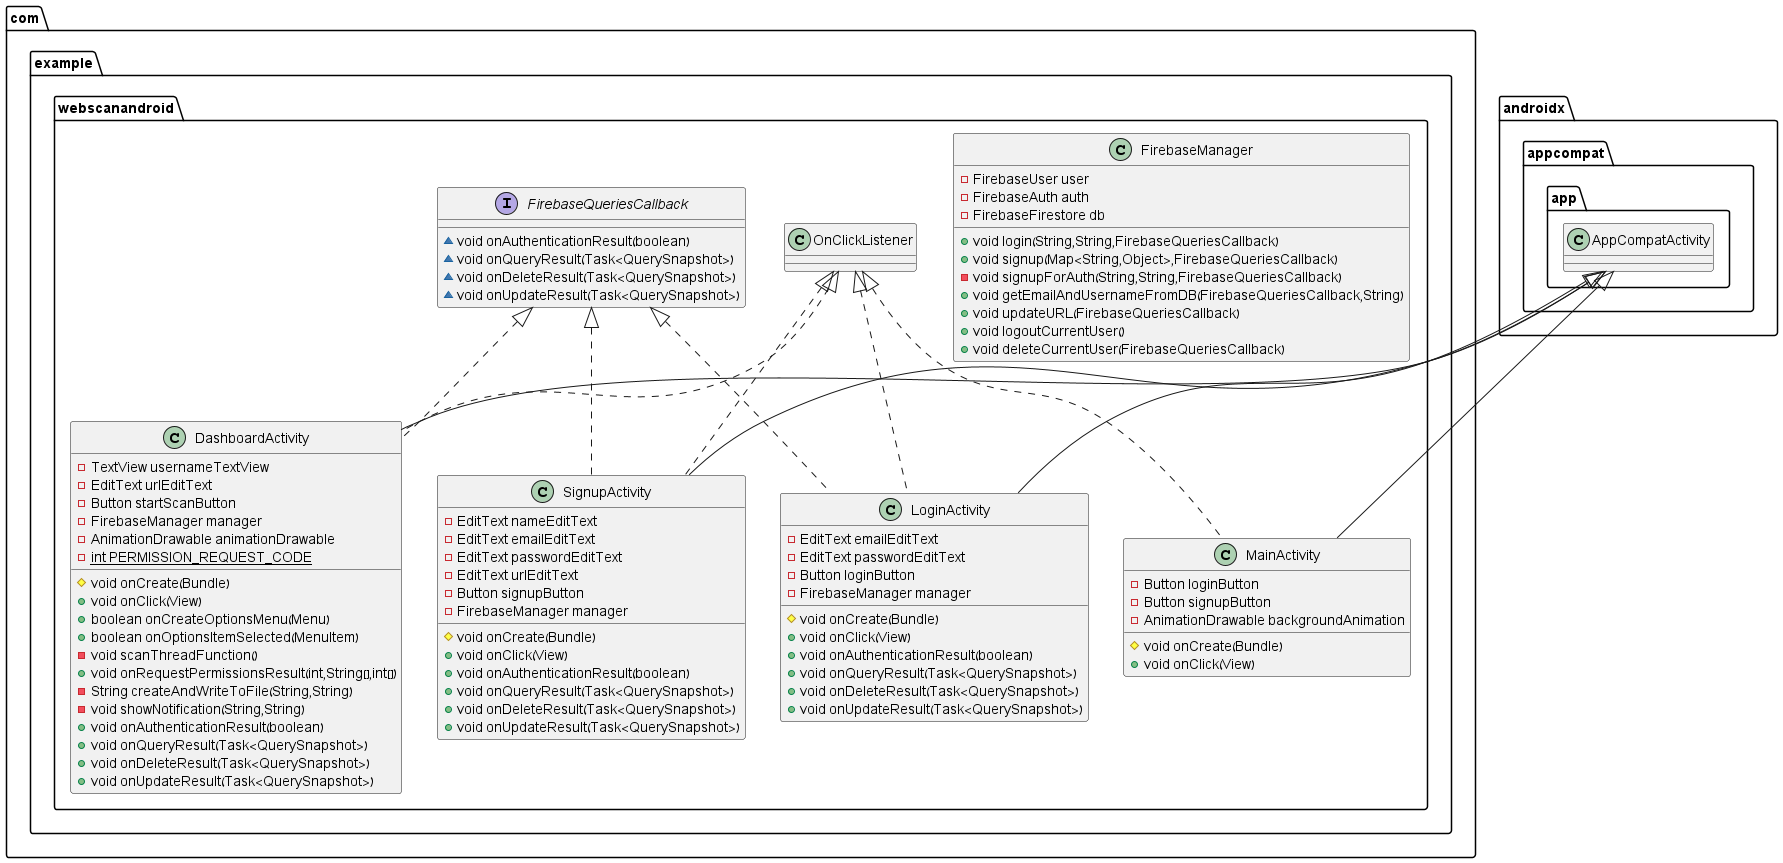 com
example
webscanandroid
androidx
appcompat
app
C FirebaseManager
FirebaseUser user
FirebaseAuth auth
FirebaseFirestore db
void login(String,String,FirebaseQueriesCallback)
void signup(Map<String,Object>,FirebaseQueriesCallback)
void signupForAuth(String,String,FirebaseQueriesCallback)
void getEmailAndUsernameFromDB(FirebaseQueriesCallback,String)
void updateURL(FirebaseQueriesCallback)
void logoutCurrentUser()
void deleteCurrentUser(FirebaseQueriesCallback)
I FirebaseQueriesCallback
void onAuthenticationResult(boolean)
void onQueryResult(Task<QuerySnapshot>)
void onDeleteResult(Task<QuerySnapshot>)
void onUpdateResult(Task<QuerySnapshot>)
C OnClickListener
C AppCompatActivity
C DashboardActivity
TextView usernameTextView
EditText urlEditText
Button startScanButton
FirebaseManager manager
AnimationDrawable animationDrawable
int PERMISSION_REQUEST_CODE
void onCreate(Bundle)
void onClick(View)
boolean onCreateOptionsMenu(Menu)
boolean onOptionsItemSelected(MenuItem)
void scanThreadFunction()
void onRequestPermissionsResult(int,String[],int[])
String createAndWriteToFile(String,String)
void showNotification(String,String)
void onAuthenticationResult(boolean)
void onQueryResult(Task<QuerySnapshot>)
void onDeleteResult(Task<QuerySnapshot>)
void onUpdateResult(Task<QuerySnapshot>)
C SignupActivity
EditText nameEditText
EditText emailEditText
EditText passwordEditText
EditText urlEditText
Button signupButton
FirebaseManager manager
void onCreate(Bundle)
void onClick(View)
void onAuthenticationResult(boolean)
void onQueryResult(Task<QuerySnapshot>)
void onDeleteResult(Task<QuerySnapshot>)
void onUpdateResult(Task<QuerySnapshot>)
C LoginActivity
EditText emailEditText
EditText passwordEditText
Button loginButton
FirebaseManager manager
void onCreate(Bundle)
void onClick(View)
void onAuthenticationResult(boolean)
void onQueryResult(Task<QuerySnapshot>)
void onDeleteResult(Task<QuerySnapshot>)
void onUpdateResult(Task<QuerySnapshot>)
C MainActivity
Button loginButton
Button signupButton
AnimationDrawable backgroundAnimation
void onCreate(Bundle)
void onClick(View)